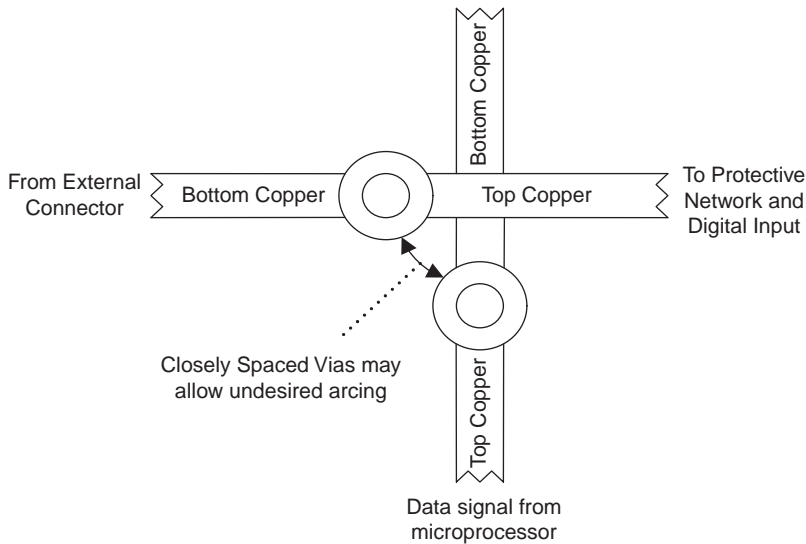 Bottom Copper
From External
Connector
Bottom Copper
Top Copper
To Protective
Network and
Digital Input
Closely Spaced Vias may
allow undesired arcing
Top Copper
Data signal from
microprocessor